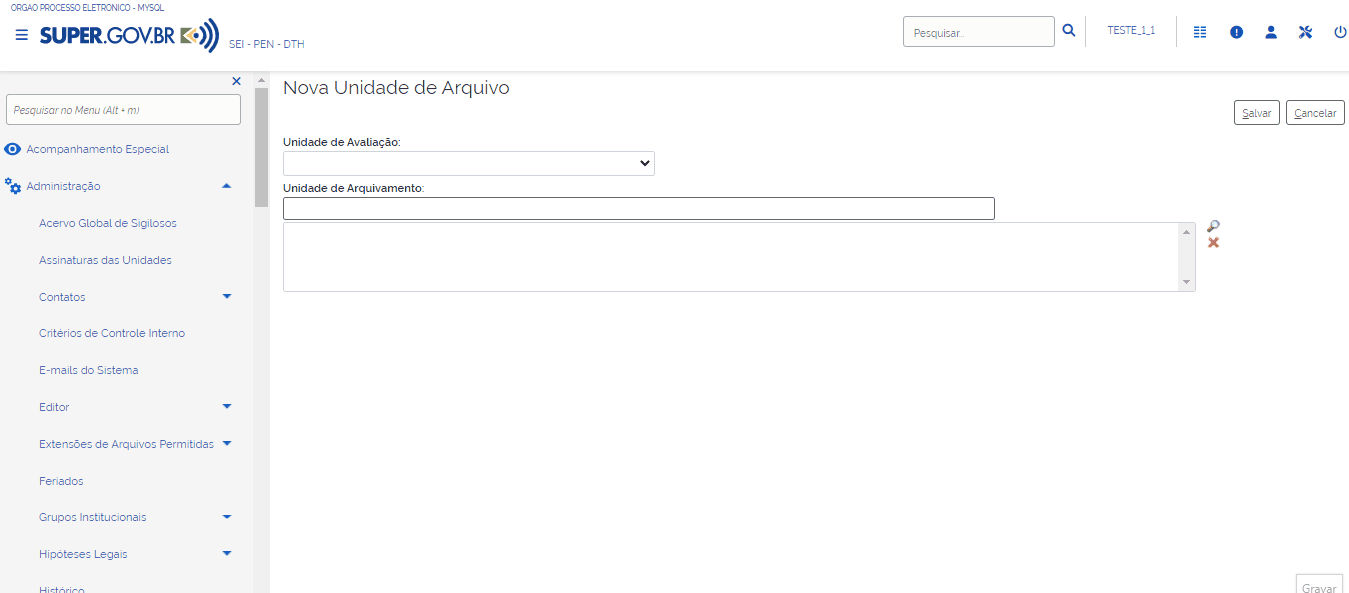 ORGAO PROCESSO ELETRONICO - MYSQL
SUPER.GOV.BR
SEI - PEN - DTH
Pesquisar...
TESTE_1_1
Pesquisar no Menu (Alt + m)
Acompanhamento Especial
Administração
Acervo Global de Sigilosos
Assinaturas das Unidades
Contatos
Critérios de Controle Interno
E-mails do Sistema
Editor
Extensões de Arquivos Permitidas
Feriados
Grupos Institucionais
Hipóteses Legais
Histórico
Nova Unidade de Arquivo
Salvar
Cancelar
Unidade de Avaliação:
Unidade de Arquivamento:
Gravar